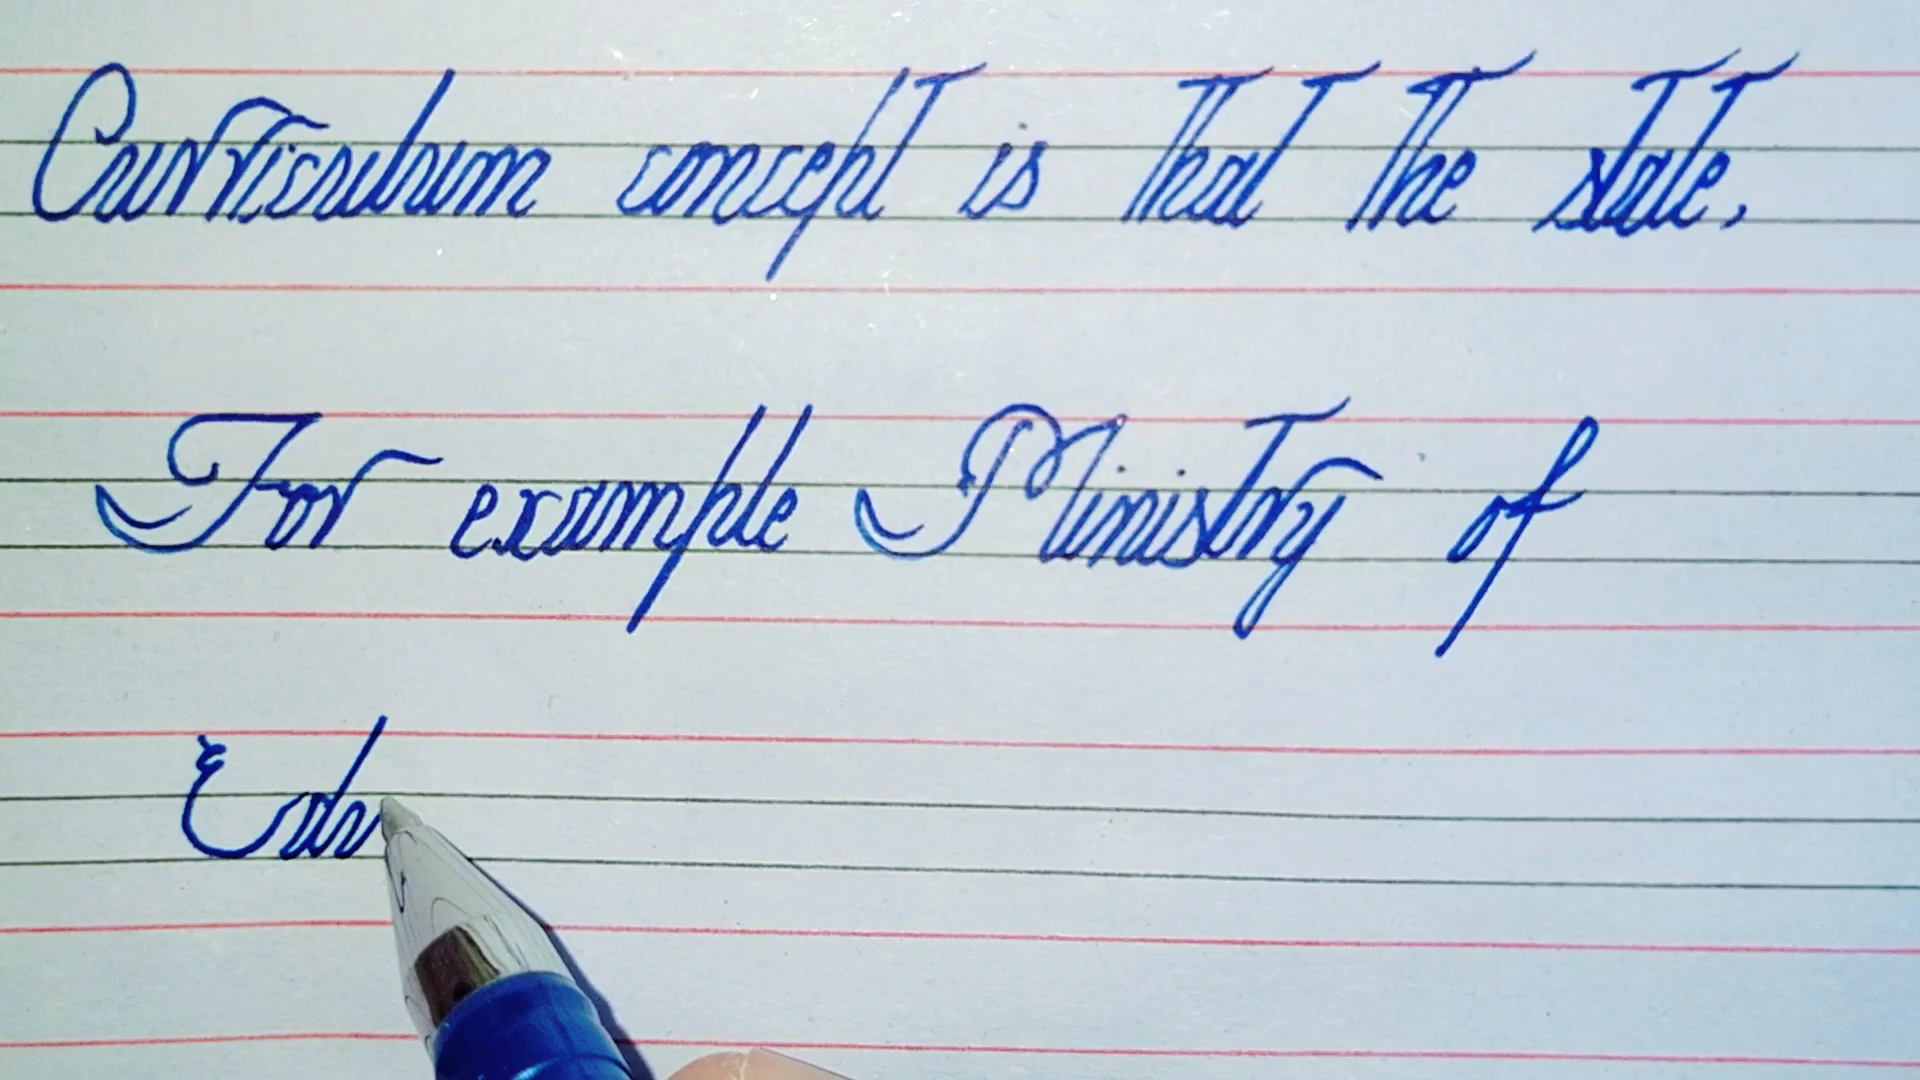 Curriculum concept is that the state,
For example Ministry of
Edu